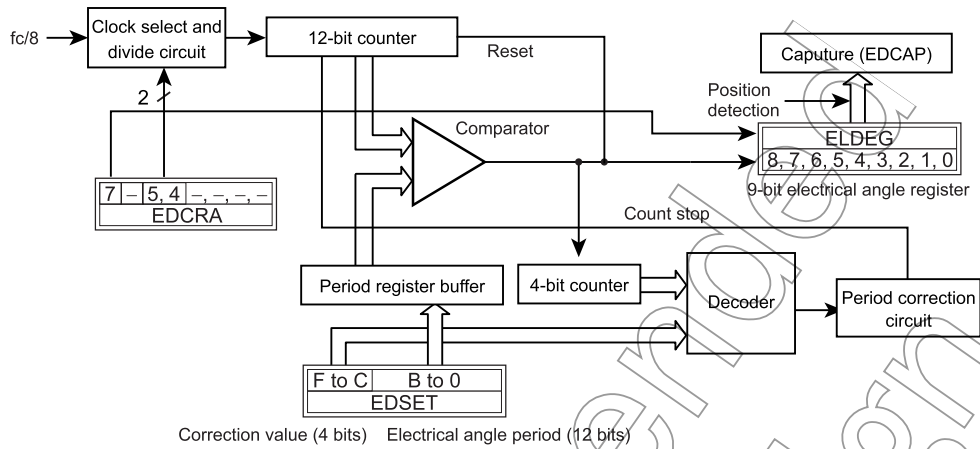 Clock select and
divide circuit
fc/8
12-bit counter
Reset
Caputure (EDCAP)
Position
detection
2
Comparator
ELDEG
8, 7, 6, 5, 4, 3, 2, 1, 0
9-bit electrical angle register
7 – 5, 4 –, –, –, –
EDCRA
Count stop
Period register buffer
4-bit counter
Decoder
Period correction
circuit
F to C B to 0
EDSET
Correction value (4 bits) Electrical angle period (12 bits)